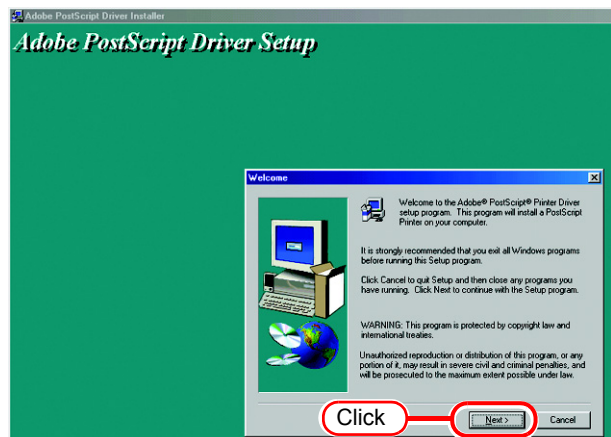 Adobe PostScript Driver Installer
Adobe PostScript Driver Setup
Welcome
Welcome to the Adobe® PostScript® Printer Driver
setup program. This program will install a PostScript
Printer on your computer.
It is strongly recommended that you exit all Windows programs
before running this Setup program.
Click Cancel to quit Setup and then close any programs you
have running. Click Next to continue with the Setup program.
WARNING: This program is protected by copyright law and
international treaties.
Unauthorized reproduction or distribution of this program, or any
portion of it, may result in severe civil and criminal penalties, and
will be prosecuted to the maximum extent possible under law.
Click
Next >
Cancel